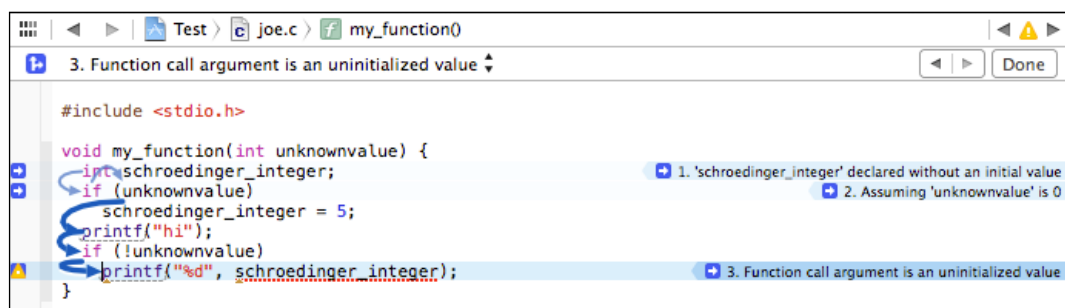 Test joe.c my_function()
3. Function call argument is an uninitialized value Done
#include <stdio.h>
void my_function(int unknownvalue) {
int schroedinger_integer; 1. 'schroedinger_integer' declared without an initial value
if (unknownvalue) 2. Assuming 'unknownvalue' is 0
schroedinger_integer = 5;
printf("hi");
if (!unknownvalue)
printf("%d", schroedinger_integer); 3. Function call argument is an uninitialized value
}